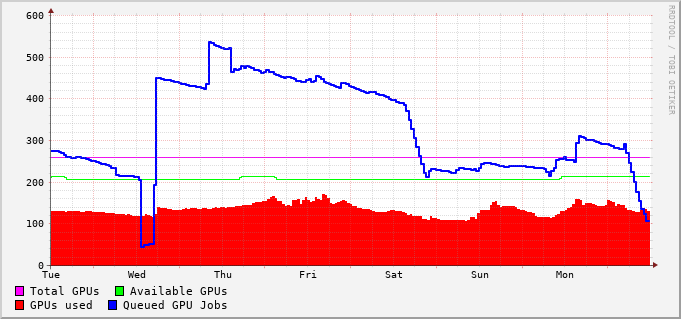 600
500
400
300
200
100
0
Tue Wed Thu Fri Sat Sun Mon
Total GPUs Available GPUs
GPUs used Queued GPU Jobs
RRDTOOL / TOBI OETIKER